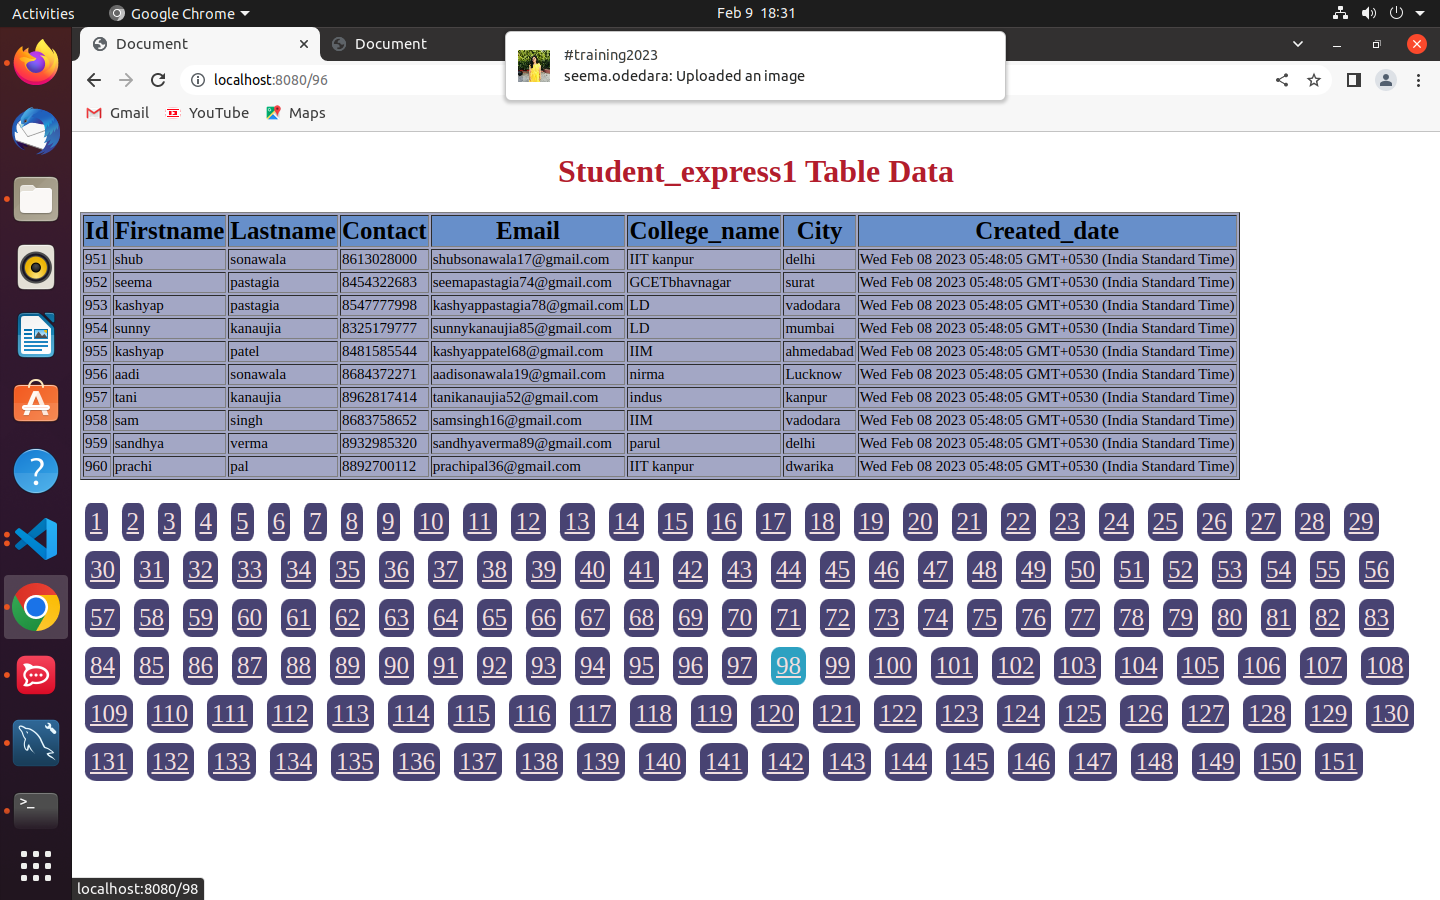 Activities Google Chrome Feb 9 18:31
Document Document
#training2023
seema.odedara: Uploaded an image
localhost:8080/96
Gmail YouTube Maps
Student_express1 Table Data
Id Firstname Lastname Contact Email College_name City Created_date
951 shub sonawala 8613028000 shubsonawala17@gmail.com IIT kanpur delhi Wed Feb 08 2023 05:48:05 GMT+0530 (India Standard Time)
952 seema pastagia 8454322683 seemapastagia74@gmail.com GCETbhavnagar surat Wed Feb 08 2023 05:48:05 GMT+0530 (India Standard Time)
953 kashyap pastagia 8547777998 kashyappastagia78@gmail.com LD vadodara Wed Feb 08 2023 05:48:05 GMT+0530 (India Standard Time)
954 sunny kanaujia 8325179777 sunnykanaujia85@gmail.com LD mumbai Wed Feb 08 2023 05:48:05 GMT+0530 (India Standard Time)
955 kashyap patel 8481585544 kashyappatel68@gmail.com IIM ahmedabad Wed Feb 08 2023 05:48:05 GMT+0530 (India Standard Time)
956 aadi sonawala 8684372271 aadisonawala19@gmail.com nirma Lucknow Wed Feb 08 2023 05:48:05 GMT+0530 (India Standard Time)
957 tani kanaujia 8962817414 tanikanaujia52@gmail.com indus kanpur Wed Feb 08 2023 05:48:05 GMT+0530 (India Standard Time)
958 sam singh 8683758652 samsingh16@gmail.com IIM vadodara Wed Feb 08 2023 05:48:05 GMT+0530 (India Standard Time)
959 sandhya verma 8932985320 sandhyaverma89@gmail.com parul delhi Wed Feb 08 2023 05:48:05 GMT+0530 (India Standard Time)
960 prachi pal 8892700112 prachipal36@gmail.com IIT kanpur dwarika Wed Feb 08 2023 05:48:05 GMT+0530 (India Standard Time)
1 2 3 4 5 6 7 8 9 10 11 12 13 14 15 16 17 18 19 20 21 22 23 24 25 26 27 28 29
30 31 32 33 34 35 36 37 38 39 40 41 42 43 44 45 46 47 48 49 50 51 52 53 54 55 56
57 58 59 60 61 62 63 64 65 66 67 68 69 70 71 72 73 74 75 76 77 78 79 80 81 82 83
84 85 86 87 88 89 90 91 92 93 94 95 96 97 98 99 100 101 102 103 104 105 106 107 108
109 110 111 112 113 114 115 116 117 118 119 120 121 122 123 124 125 126 127 128 129 130
131 132 133 134 135 136 137 138 139 140 141 142 143 144 145 146 147 148 149 150 151
localhost:8080/98